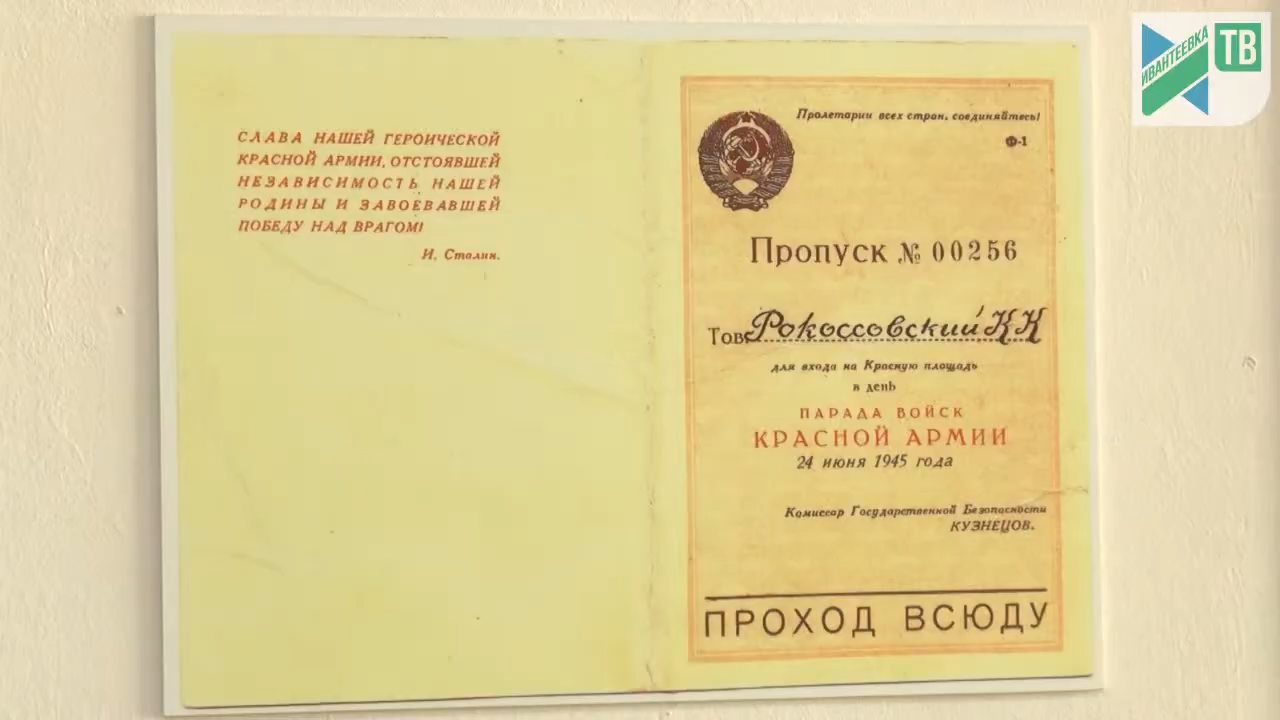 СЛАВА НАШЕЙ ГЕРОИЧЕСКОЙ
КРАСНОЙ АРМИИ, ОТСТОЯВШЕЙ
НЕЗАВИСИМОСТЬ НАШЕЙ
РОДИНЫ И ЗАВОЕВАВШЕЙ
ПОБЕДУ НАД ВРАГОМ!
И. Сталин.
Пролетарии всех стран, соединяйтесь!
Ф-1
Пропуск № 00256
Тов. Рокоссовский К К
для входа на Красную площадь
в день
ПАРАДА ВОЙСК
КРАСНОЙ АРМИИ
24 июня 1945 года
Комиссар Государственной Безопасности
КУЗНЕЦОВ.
ПРОХОД ВСЮДУ
ИВАНТЕЕВКА
ТВ